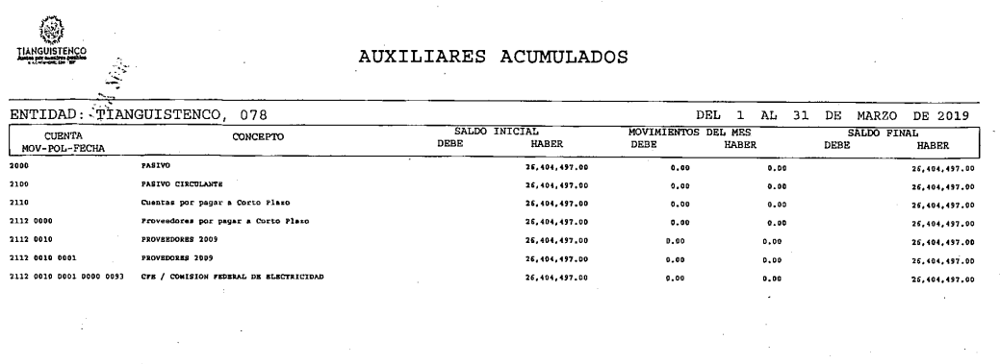 TIANGUISTENCO
AUXILIARES ACUMULADOS
ENTIDAD: TIANGUISTENCO, 078 DEL 1 AL 31 DE MARZO DE 2019
CUENTA CONCEPTO SALDO INICIAL MOVIMIENTOS DEL MES SALDO FINAL
MOV-POL-FECHA DEBE HABER DEBE HABER DEBE HABER
2000 PASIVO 26,404,497.00 0.00 0.00 26,404,497.00
2100 PASIVO CIRCULANTE 26,404,497.00 0.00 0.00 26,404,497.00
2110 Cuentas por pagar a Corto Plazo 26,404,497.00 0.00 0.00 26,404,497.00
2112 0000 Proveedores por pagar a Corto Plazo 26,404,497.00 0.00 0.00 26,404,497.00
2112 0010 PROVEEDORES 2009 26,404,497.00 0.00 0.00 26,404,497.00
2112 0010 0001 PROVEDORES 2009 26,404,497.00 0.00 0.00 26,404,497.00
2112 0010 0001 0000 0093 CFE / COMISION FEDERAL DE ELECTRICIDAD 26,404,497.00 0.00 0.00 26,404,497.00